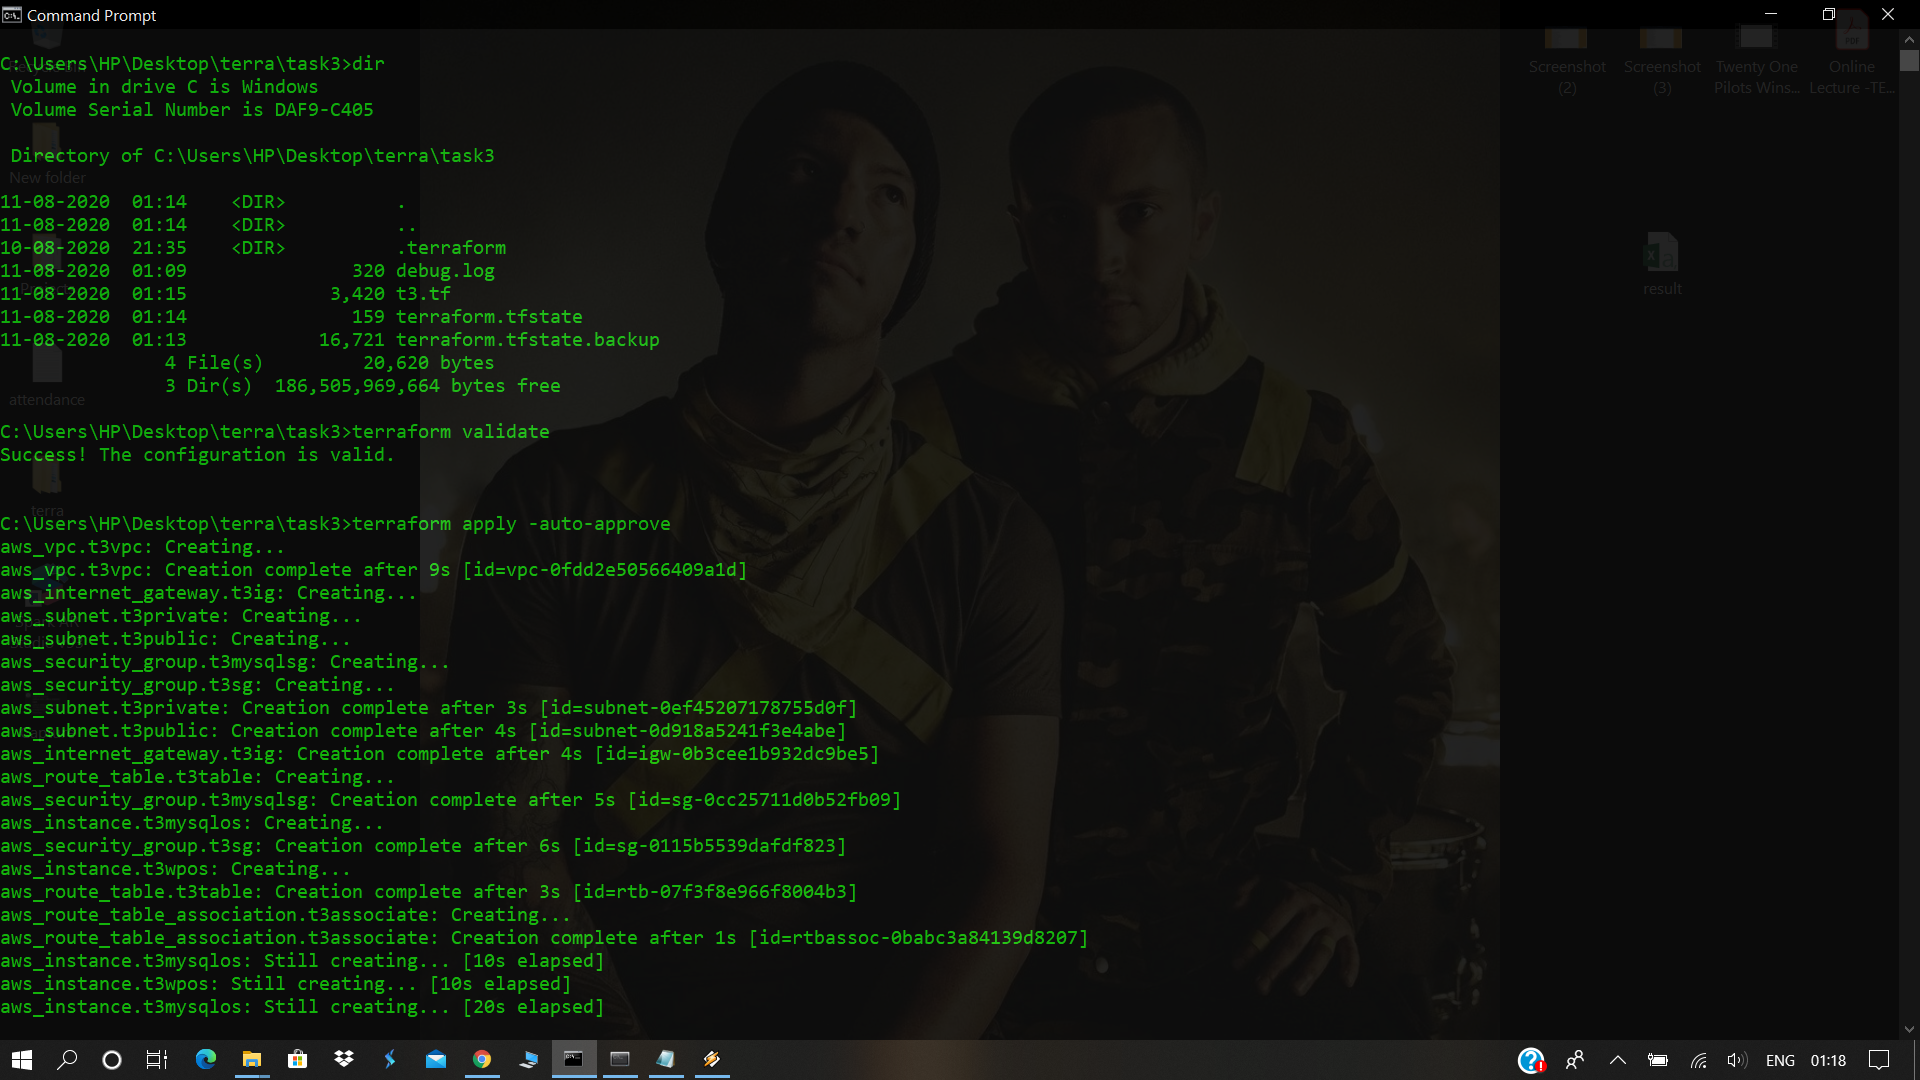 Command Prompt
C:\Users\HP\Desktop\terra\task3>dir
Volume in drive C is Windows
Volume Serial Number is DAF9-C405
Directory of C:\Users\HP\Desktop\terra\task3
11-08-2020  01:14    <DIR>          .
11-08-2020  01:14    <DIR>          ..
10-08-2020  21:35    <DIR>          .terraform
11-08-2020  01:09               320 debug.log
11-08-2020  01:15             3,420 t3.tf
11-08-2020  01:14               159 terraform.tfstate
11-08-2020  01:13            16,721 terraform.tfstate.backup
4 File(s)         20,620 bytes
3 Dir(s)  186,505,969,664 bytes free
C:\Users\HP\Desktop\terra\task3>terraform validate
Success! The configuration is valid.
C:\Users\HP\Desktop\terra\task3>terraform apply -auto-approve
aws_vpc.t3vpc: Creating...
aws_vpc.t3vpc: Creation complete after 9s [id=vpc-0fdd2e50566409a1d]
aws_internet_gateway.t3ig: Creating...
aws_subnet.t3private: Creating...
aws_subnet.t3public: Creating...
aws_security_group.t3mysqlsg: Creating...
aws_security_group.t3sg: Creating...
aws_subnet.t3private: Creation complete after 3s [id=subnet-0ef45207178755d0f]
aws_subnet.t3public: Creation complete after 4s [id=subnet-0d918a5241f3e4abe]
aws_internet_gateway.t3ig: Creation complete after 4s [id=igw-0b3cee1b932dc9be5]
aws_route_table.t3table: Creating...
aws_security_group.t3mysqlsg: Creation complete after 5s [id=sg-0cc25711d0b52fb09]
aws_instance.t3mysqlos: Creating...
aws_security_group.t3sg: Creation complete after 6s [id=sg-0115b5539dafdf823]
aws_instance.t3wpos: Creating...
aws_route_table.t3table: Creation complete after 3s [id=rtb-07f3f8e966f8004b3]
aws_route_table_association.t3associate: Creating...
aws_route_table_association.t3associate: Creation complete after 1s [id=rtbassoc-0babc3a84139d8207]
aws_instance.t3mysqlos: Still creating... [10s elapsed]
aws_instance.t3wpos: Still creating... [10s elapsed]
aws_instance.t3mysqlos: Still creating... [20s elapsed]
New folder
attendance
terra
Screenshot
(2)
Screenshot
(3)
Twenty One
Pilots Wins...
Online
Lecture -TE...
result
ENG
01:18